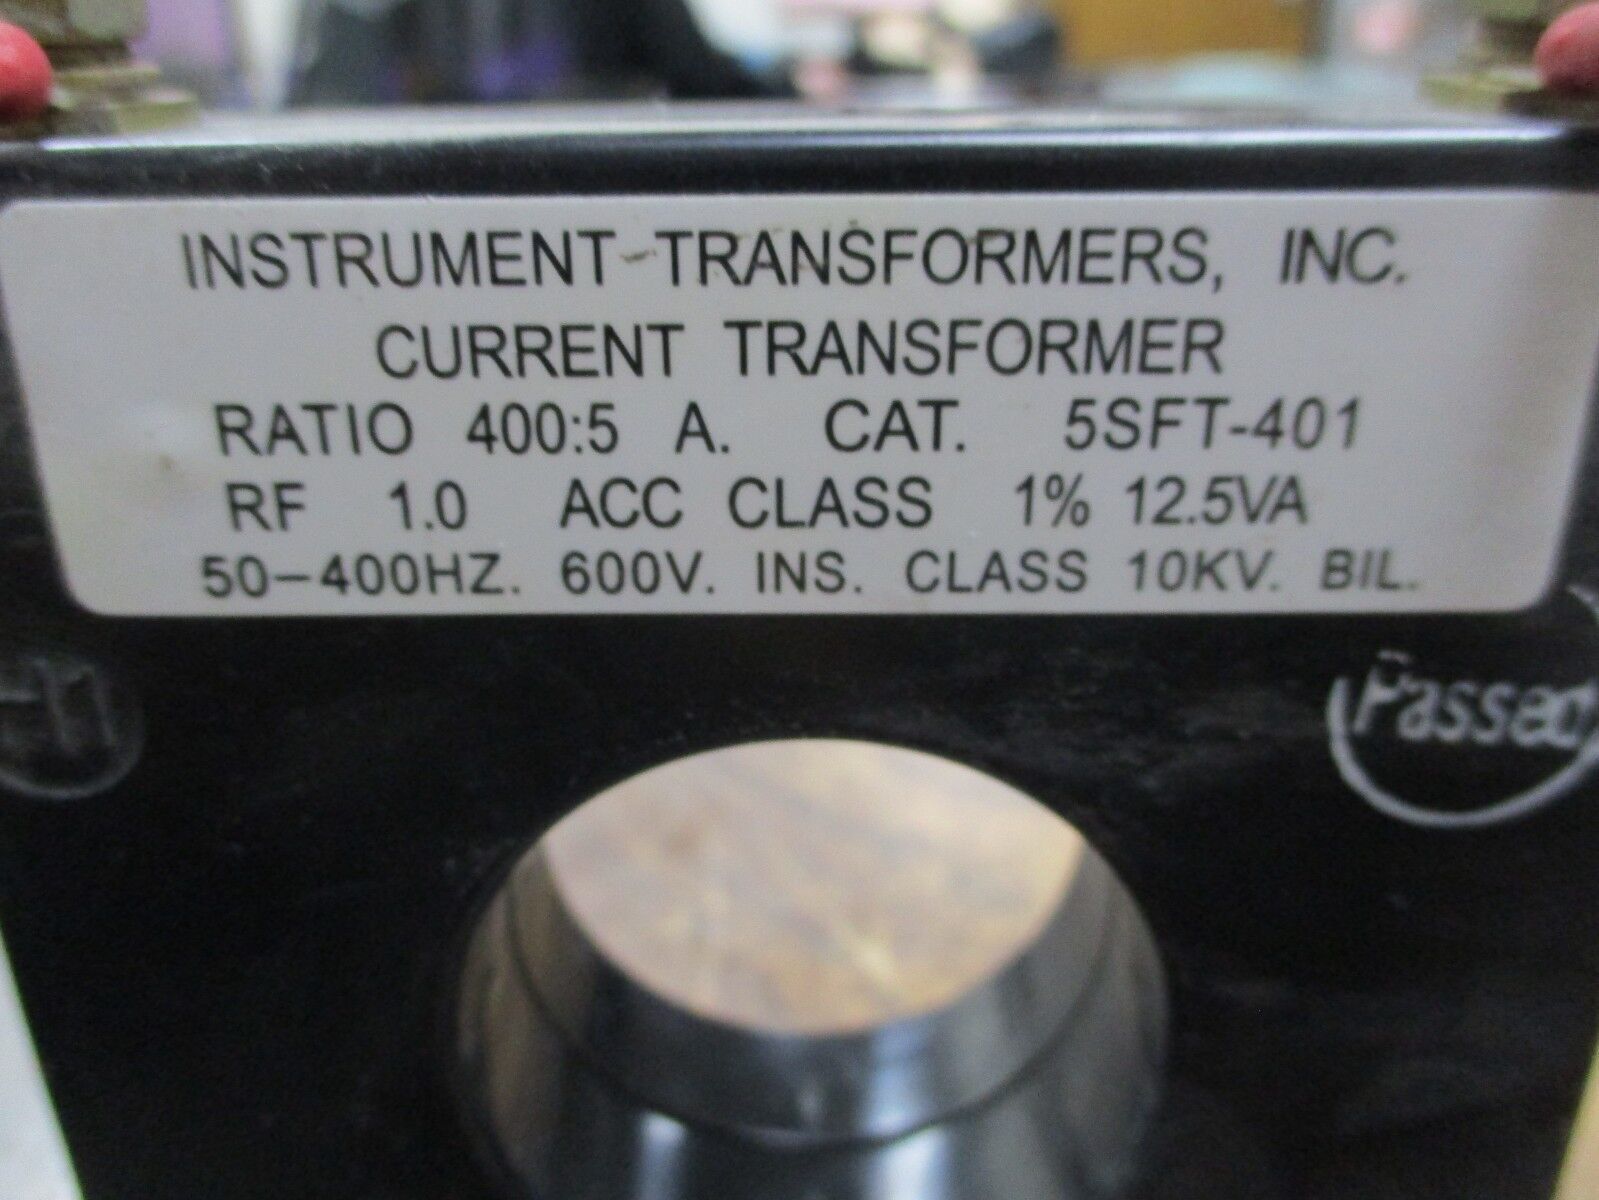 INSTRUMENT TRANSFORMERS, INC.
CURRENT TRANSFORMER
RATIO 400:5 A. CAT. 5SFT-401
RF 1.0 ACC CLASS 1% 12.5VA
50-400HZ. 600V. INS. CLASS 10KV. BIL.
Passed